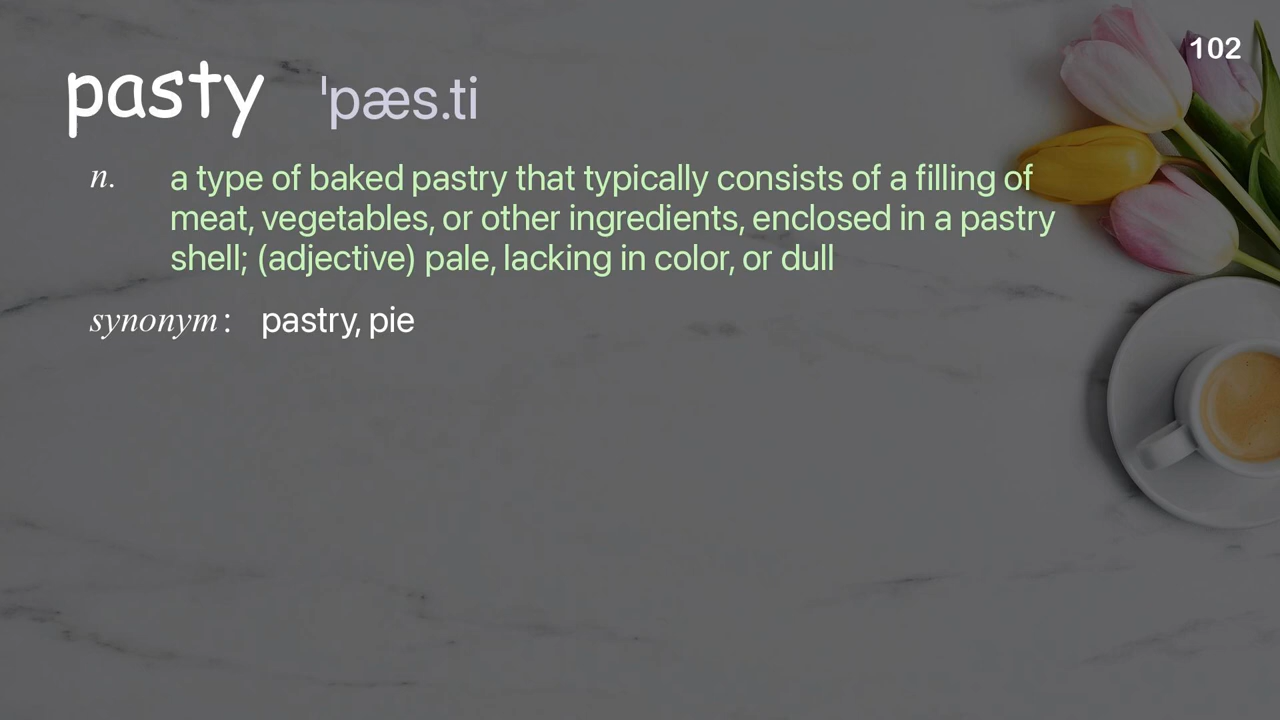 102
pasty ˈpæs.ti
n. a type of baked pastry that typically consists of a filling of
meat, vegetables, or other ingredients, enclosed in a pastry
shell; (adjective) pale, lacking in color, or dull
synonym : pastry, pie